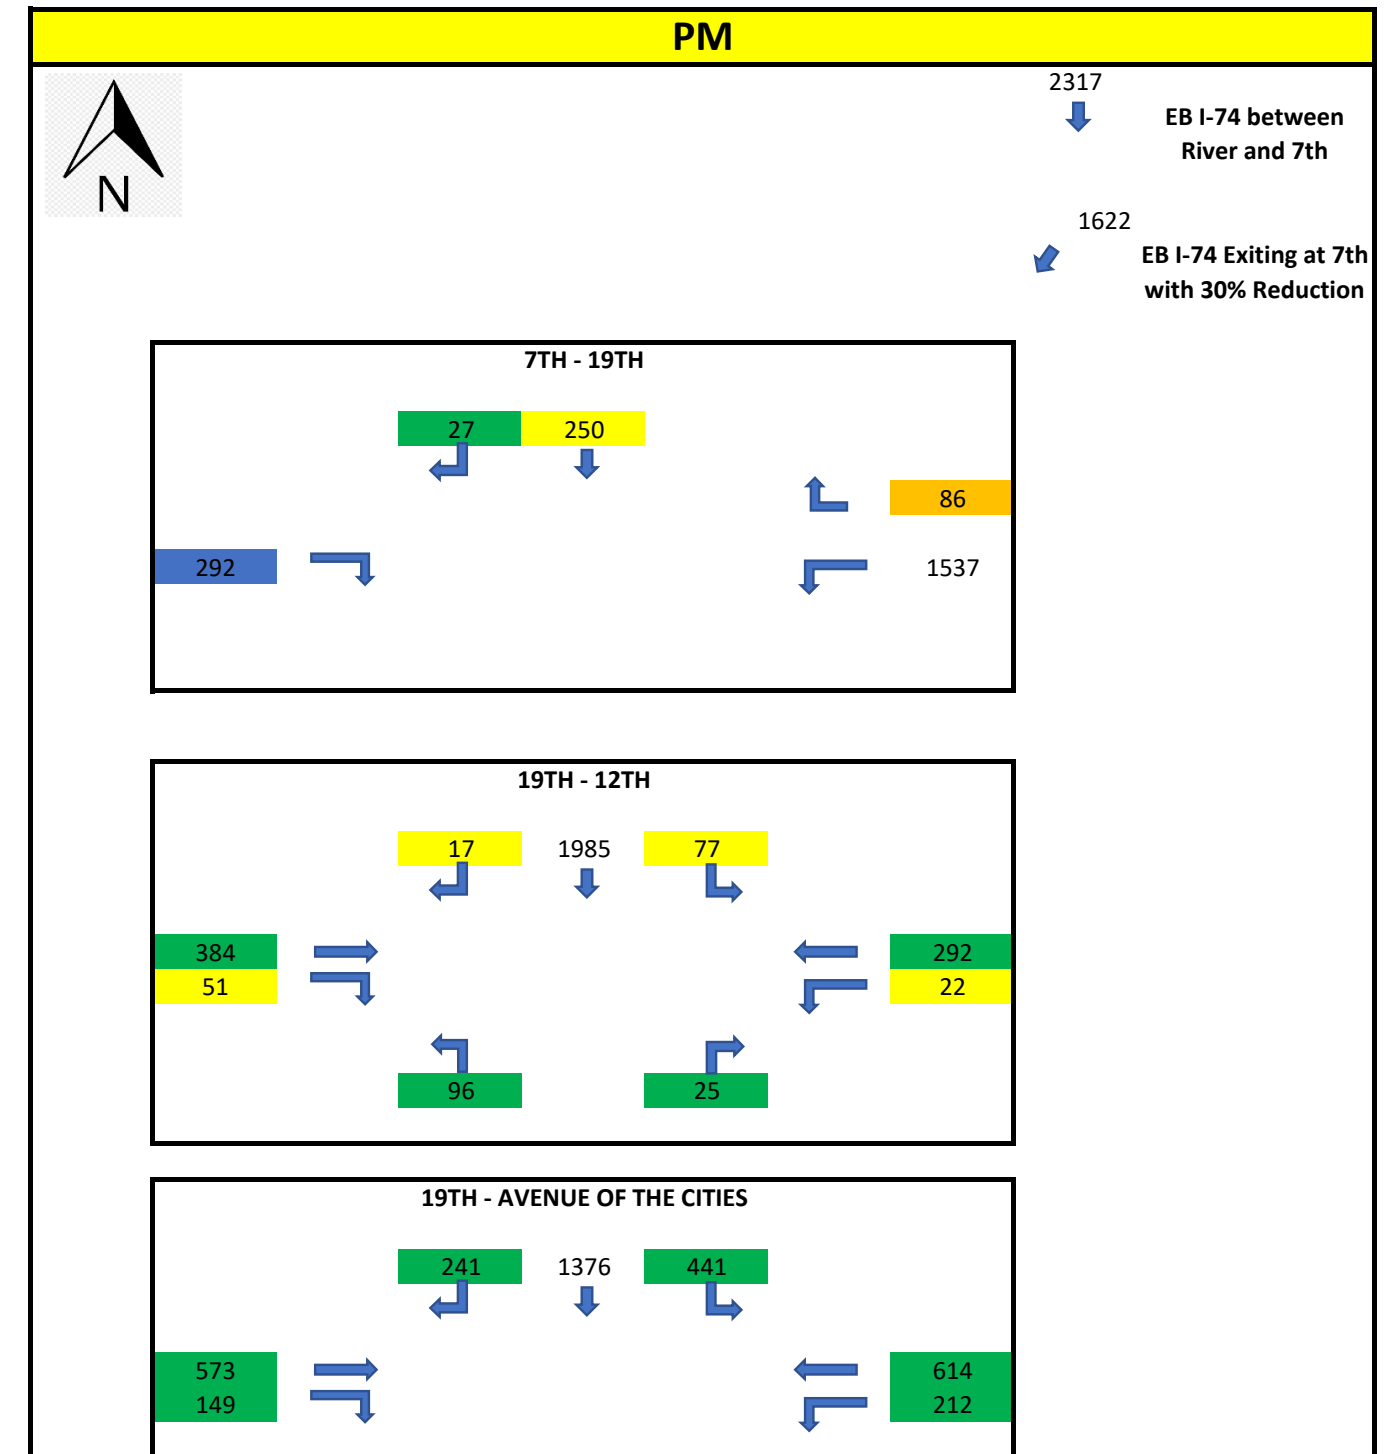 PM
2317
EB I-74 between
River and 7th
N
1622
EB I-74 Exiting at 7th
with 30% Reduction
7TH - 19TH
27 250
86
292 1537
19TH - 12TH
17 1985 77
384 292
51 22
96 25
19TH - AVENUE OF THE CITIES
241 1376 441
573 614
149 212